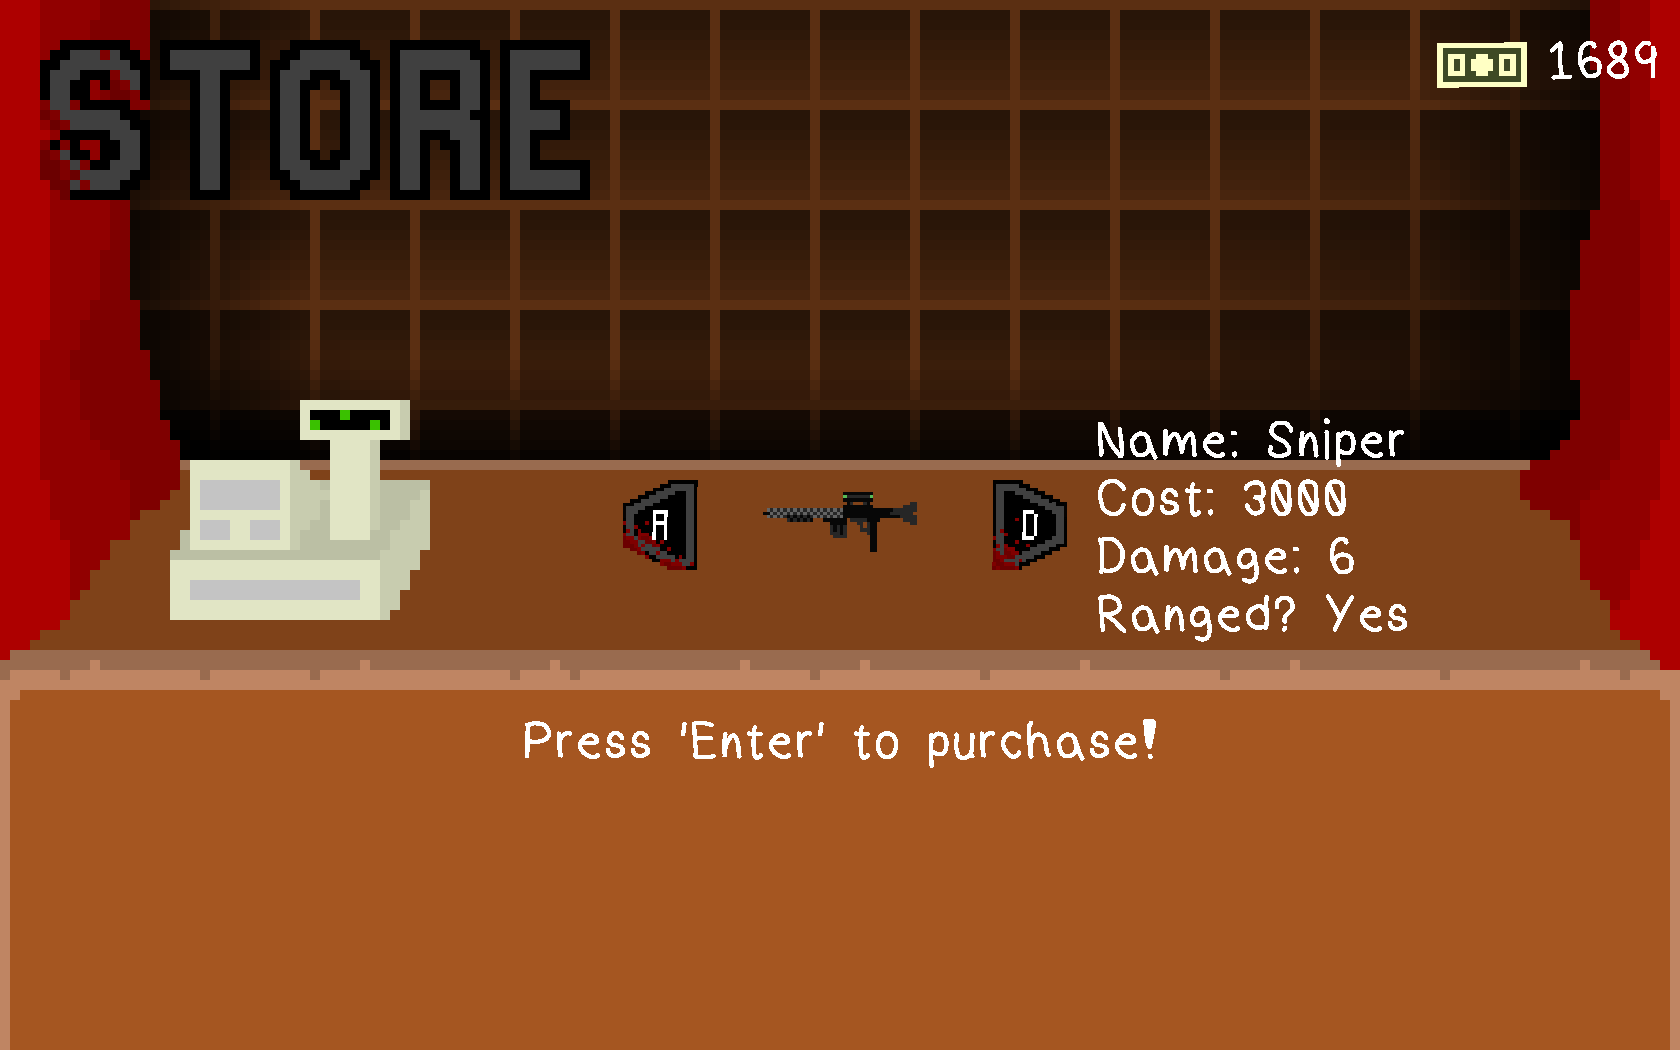 STORE
1689
Name: Sniper
Cost: 3000
Damage: 6
Ranged? Yes
A
D
Press 'Enter' to purchase!